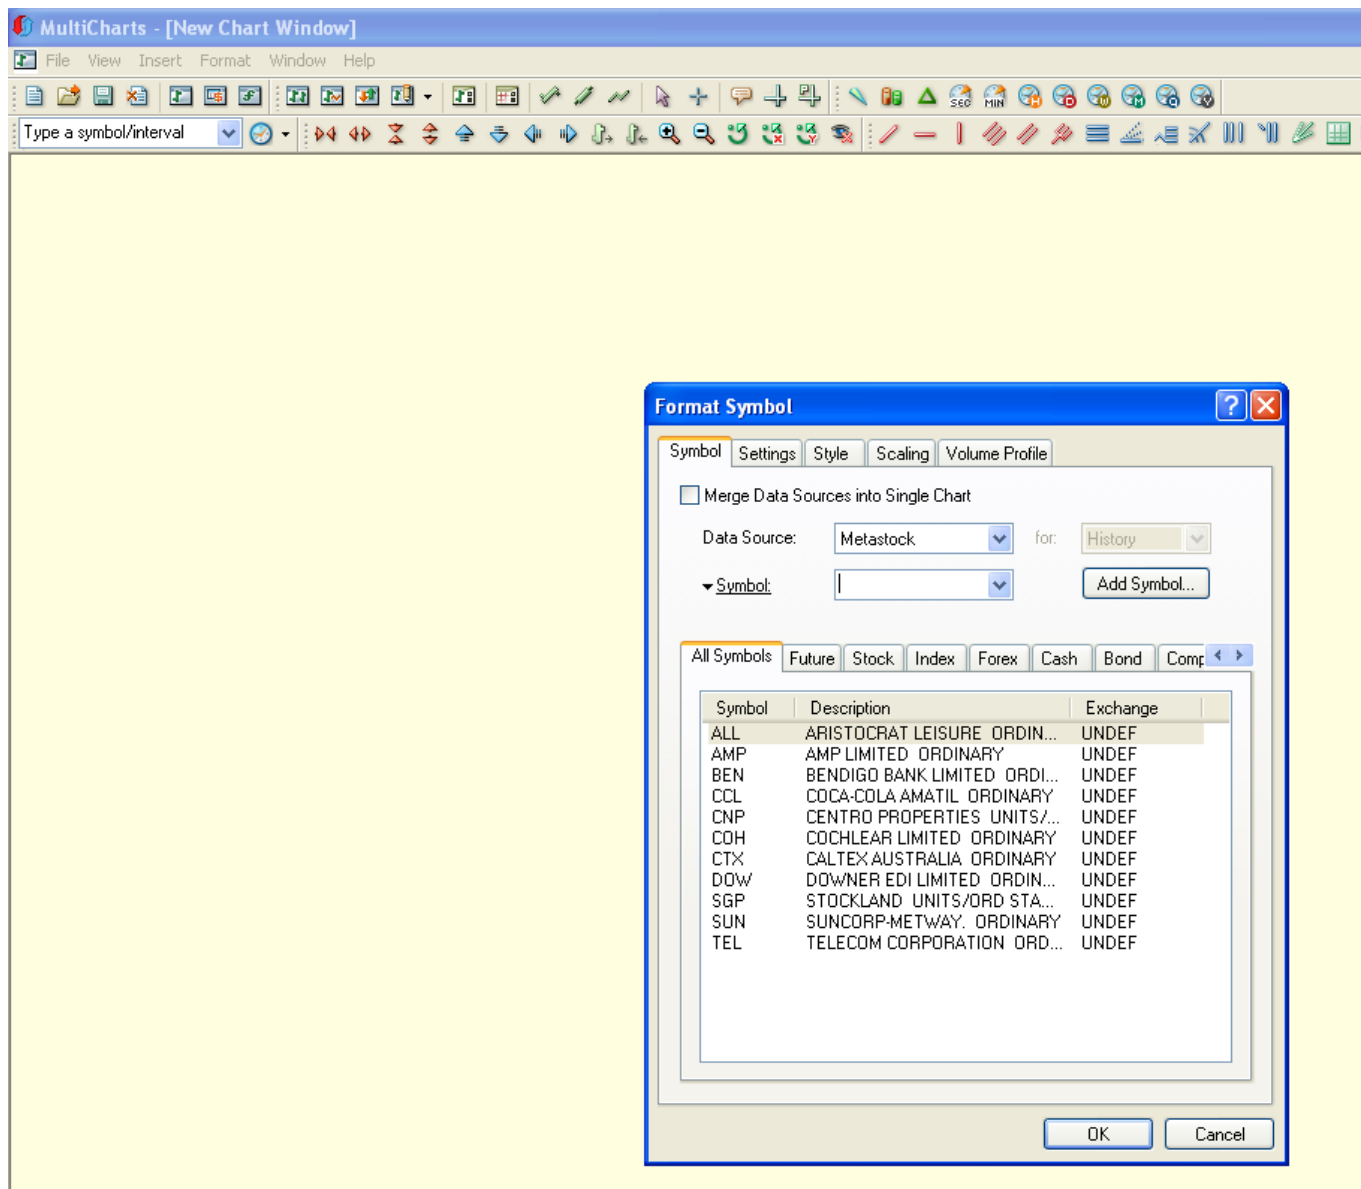 MultiCharts - [New Chart Window]
File View Insert Format Window Help
SEC MIN H D W M Q Y
Type a symbol/interval
Format Symbol
Symbol Settings Style Scaling Volume Profile
Merge Data Sources into Single Chart
Data Source: Metastock for: History
Symbol: Add Symbol...
All Symbols Future Stock Index Forex Cash Bond Comp
Symbol Description Exchange
ALL ARISTOCRAT LEISURE ORDIN... UNDEF
AMP AMP LIMITED ORDINARY UNDEF
BEN BENDIGO BANK LIMITED ORDI... UNDEF
CCL COCA-COLA AMATIL ORDINARY UNDEF
CNP CENTRO PROPERTIES UNITS/... UNDEF
COH COCHLEAR LIMITED ORDINARY UNDEF
CTX CALTEX AUSTRALIA ORDINARY UNDEF
DOW DOWNER EDI LIMITED ORDIN... UNDEF
SGP STOCKLAND UNITS/ORD STA... UNDEF
SUN SUNCORP-METWAY. ORDINARY UNDEF
TEL TELECOM CORPORATION ORD... UNDEF
OK Cancel